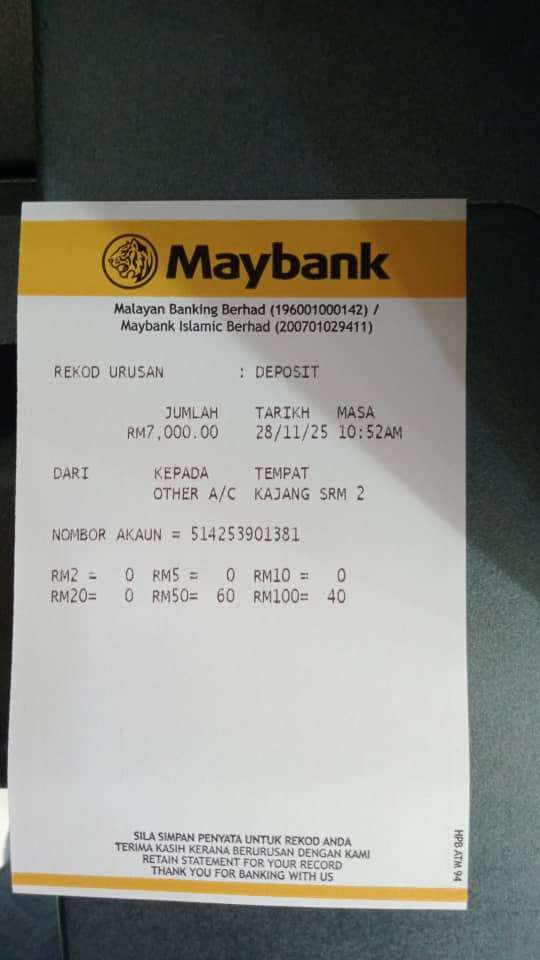 Maybank
Malayan Banking Berhad (196001000142) /
Maybank Islamic Berhad (200701029411)
REKOD URUSAN : DEPOSIT
JUMLAH TARIKH MASA
RM7,000.00 28/11/25 10:52AM
DARI KEPADA TEMPAT
OTHER A/C KAJANG SRM 2
NOMBOR AKAUN = 514253901381
RM2 = 0 RM5 = 0 RM10 = 0
RM20= 0 RM50= 60 RM100= 40
SILA SIMPAN PENYATA UNTUK REKOD ANDA
TERIMA KASIH KERANA BERURUSAN DENGAN KAMI
RETAIN STATEMENT FOR YOUR RECORD
THANK YOU FOR BANKING WITH US
HPB ATM 94